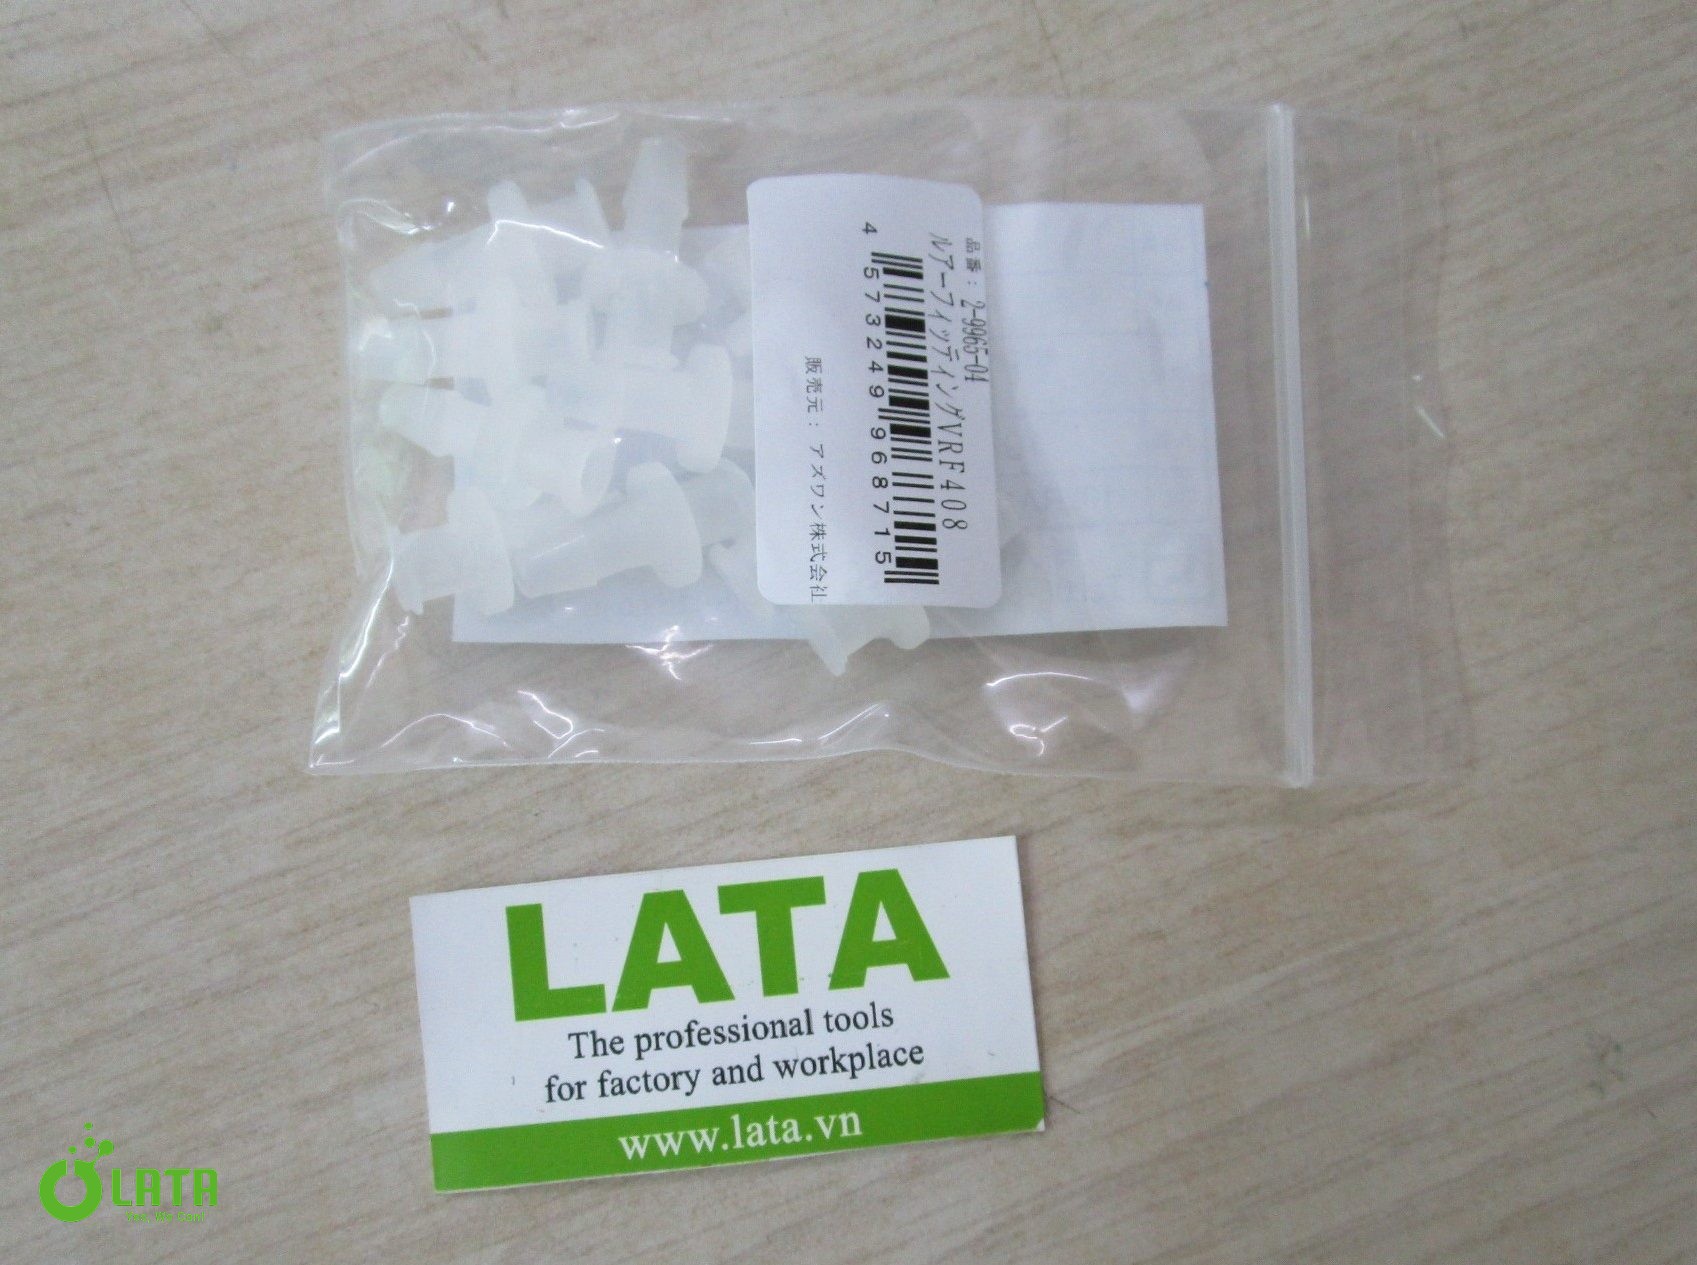 品番：2-9965-04
ルアーフィッティングVRF408
4 573249 968715
販売元：アズワン株式会社
LATA
The professional tools
for factory and workplace
www.lata.vn
LATA